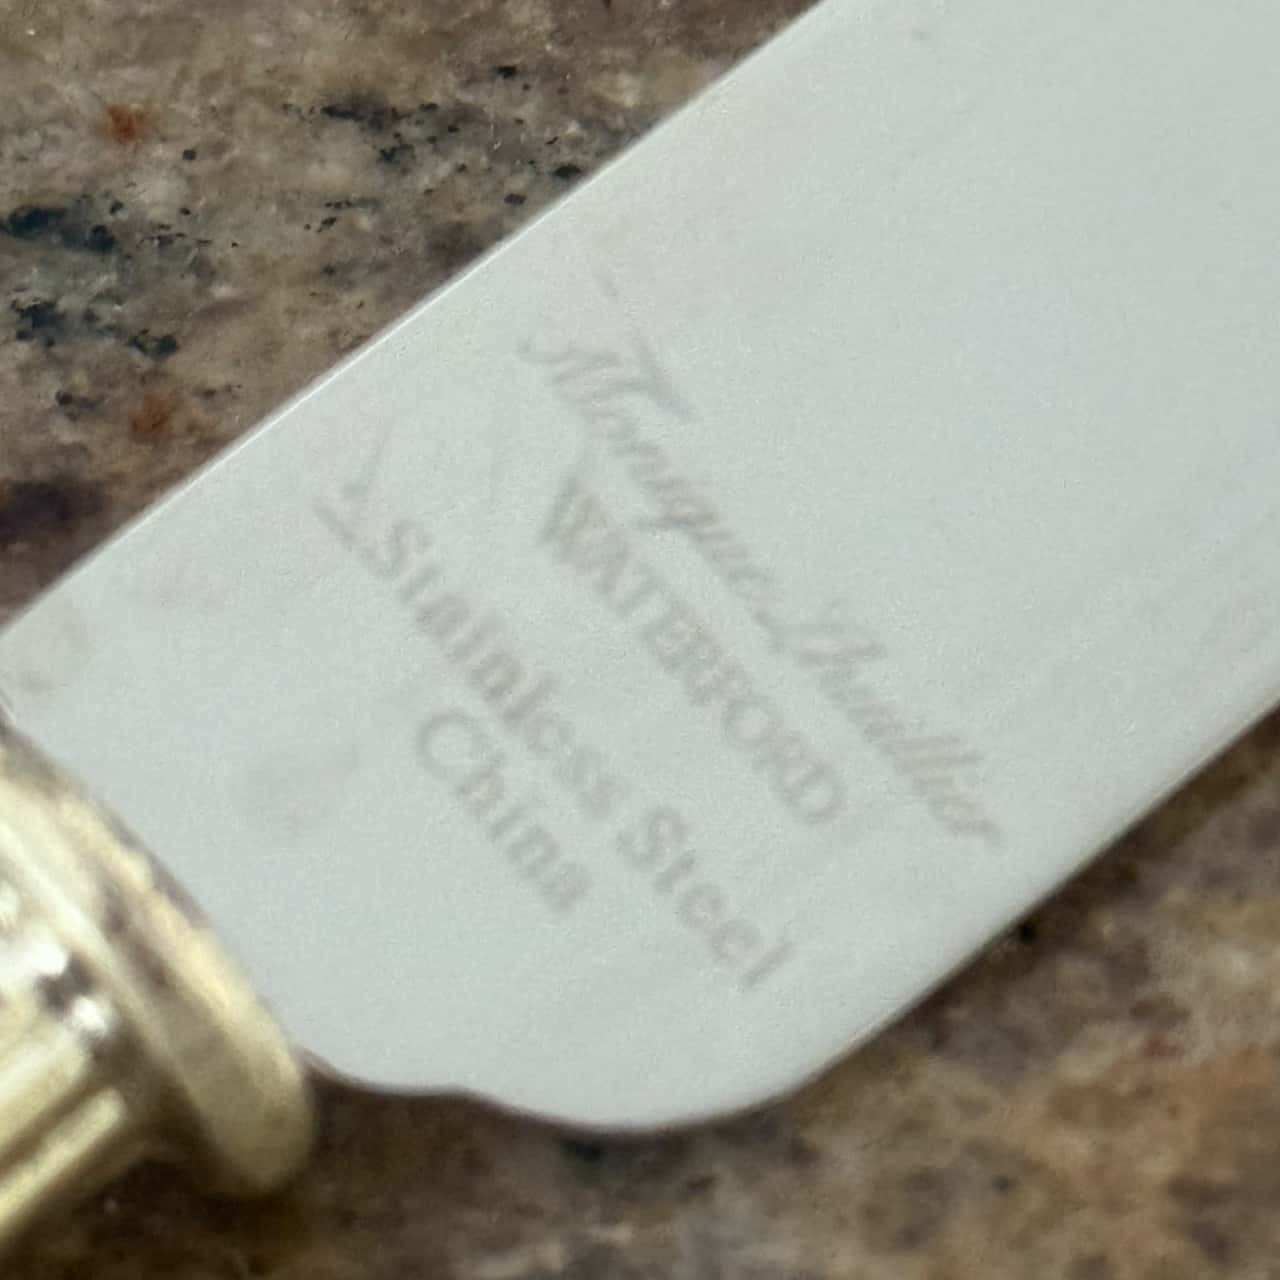 Monique Lhuillier
WATERFORD
Stainless Steel
China